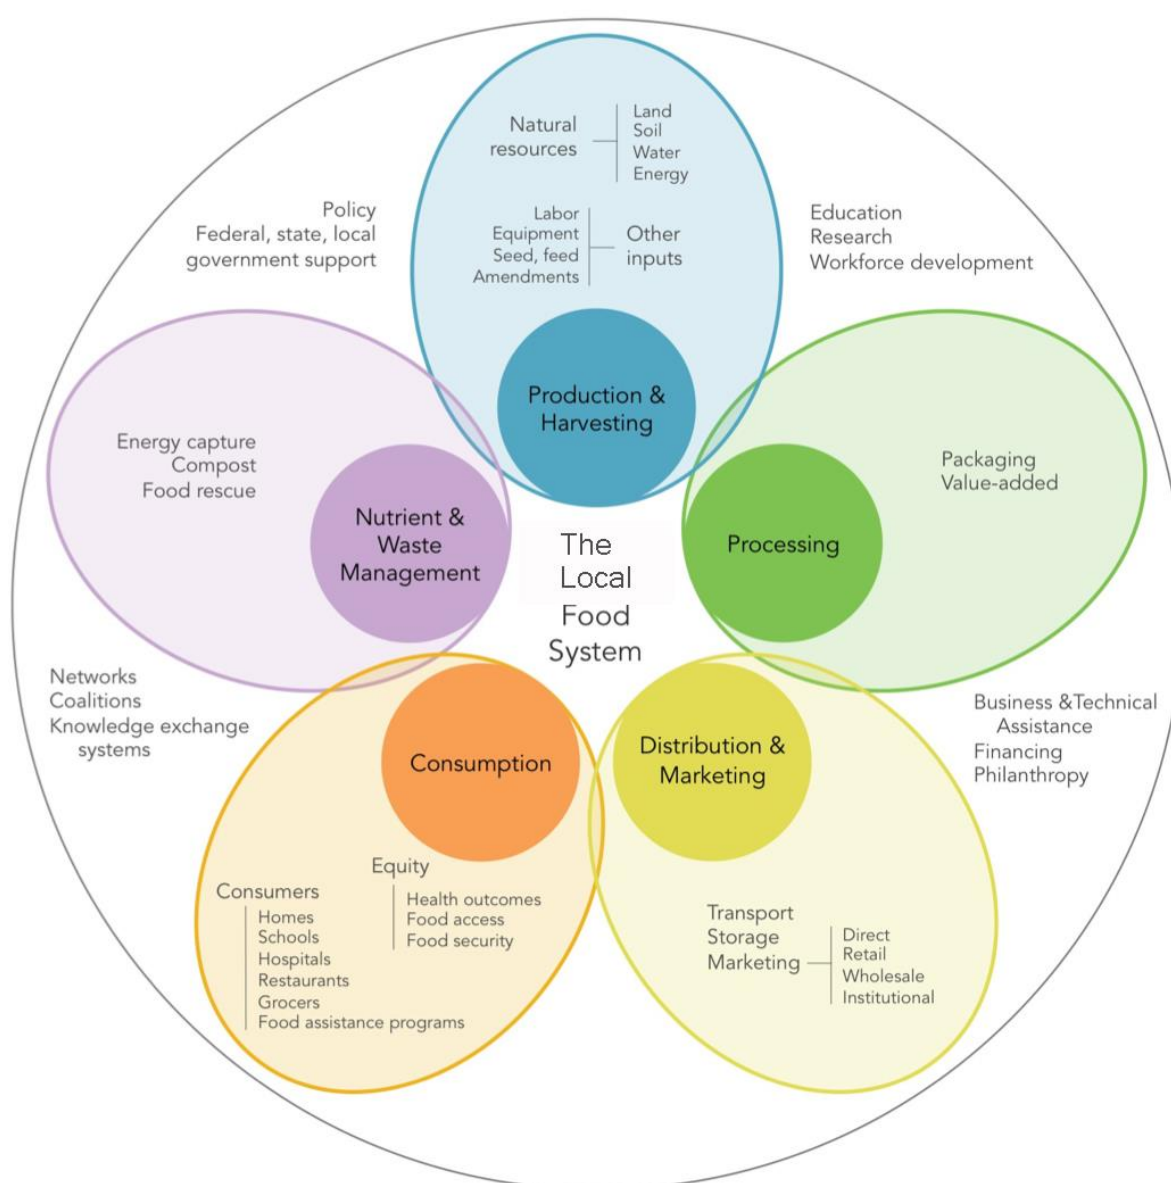 Natural
resources
Land
Soil
Water
Energy
Labor
Equipment
Seed, feed
Amendments
Other
inputs
Production &
Harvesting
Policy
Federal, state, local
government support
Education
Research
Workforce development
Energy capture
Compost
Food rescue
Nutrient &
Waste
Management
Packaging
Value-added
Processing
The
Local
Food
System
Networks
Coalitions
Knowledge exchange
systems
Business &Technical
Assistance
Financing
Philanthropy
Consumption
Equity
Health outcomes
Food access
Food security
Consumers
Homes
Schools
Hospitals
Restaurants
Grocers
Food assistance programs
Distribution &
Marketing
Transport
Storage
Marketing
Direct
Retail
Wholesale
Institutional